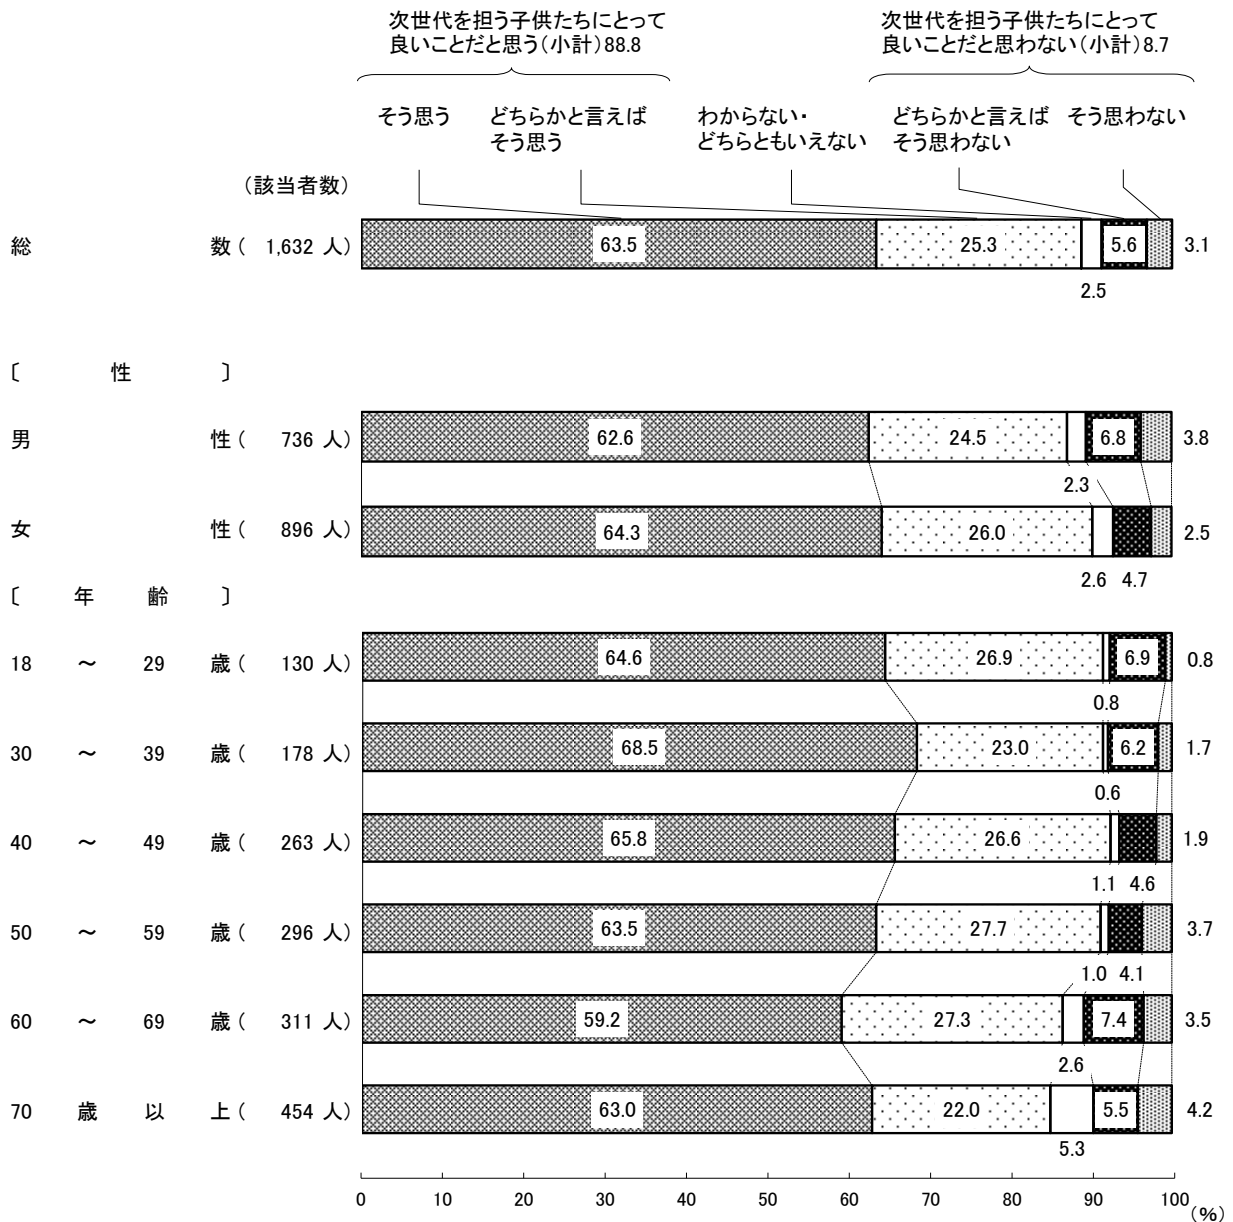 次世代を担う子供たちにとって
良いことだと思う(小計)88.8
次世代を担う子供たちにとって
良いことだと思わない(小計)8.7
そう思う
どちらかと言えば
そう思う
わからない・
どちらともいえない
どちらかと言えば
そう思わない
そう思わない
(該当者数)
総 数( 1,632 人) 63.5 25.3 5.6 3.1
2.5
〔 性 〕
男 性( 736 人) 62.6 24.5 6.8 3.8
2.3
女 性( 896 人) 64.3 26.0 2.5
2.6 4.7
〔 年 齢 〕
18 ～ 29 歳( 130 人) 64.6 26.9 6.9 0.8
0.8
30 ～ 39 歳( 178 人) 68.5 23.0 6.2 1.7
0.6
40 ～ 49 歳( 263 人) 65.8 26.6 1.9
1.1 4.6
50 ～ 59 歳( 296 人) 63.5 27.7 3.7
1.0 4.1
60 ～ 69 歳( 311 人) 59.2 27.3 7.4 3.5
2.6
70 歳 以 上( 454 人) 63.0 22.0 5.5 4.2
5.3
0 10 20 30 40 50 60 70 80 90 100
(%)